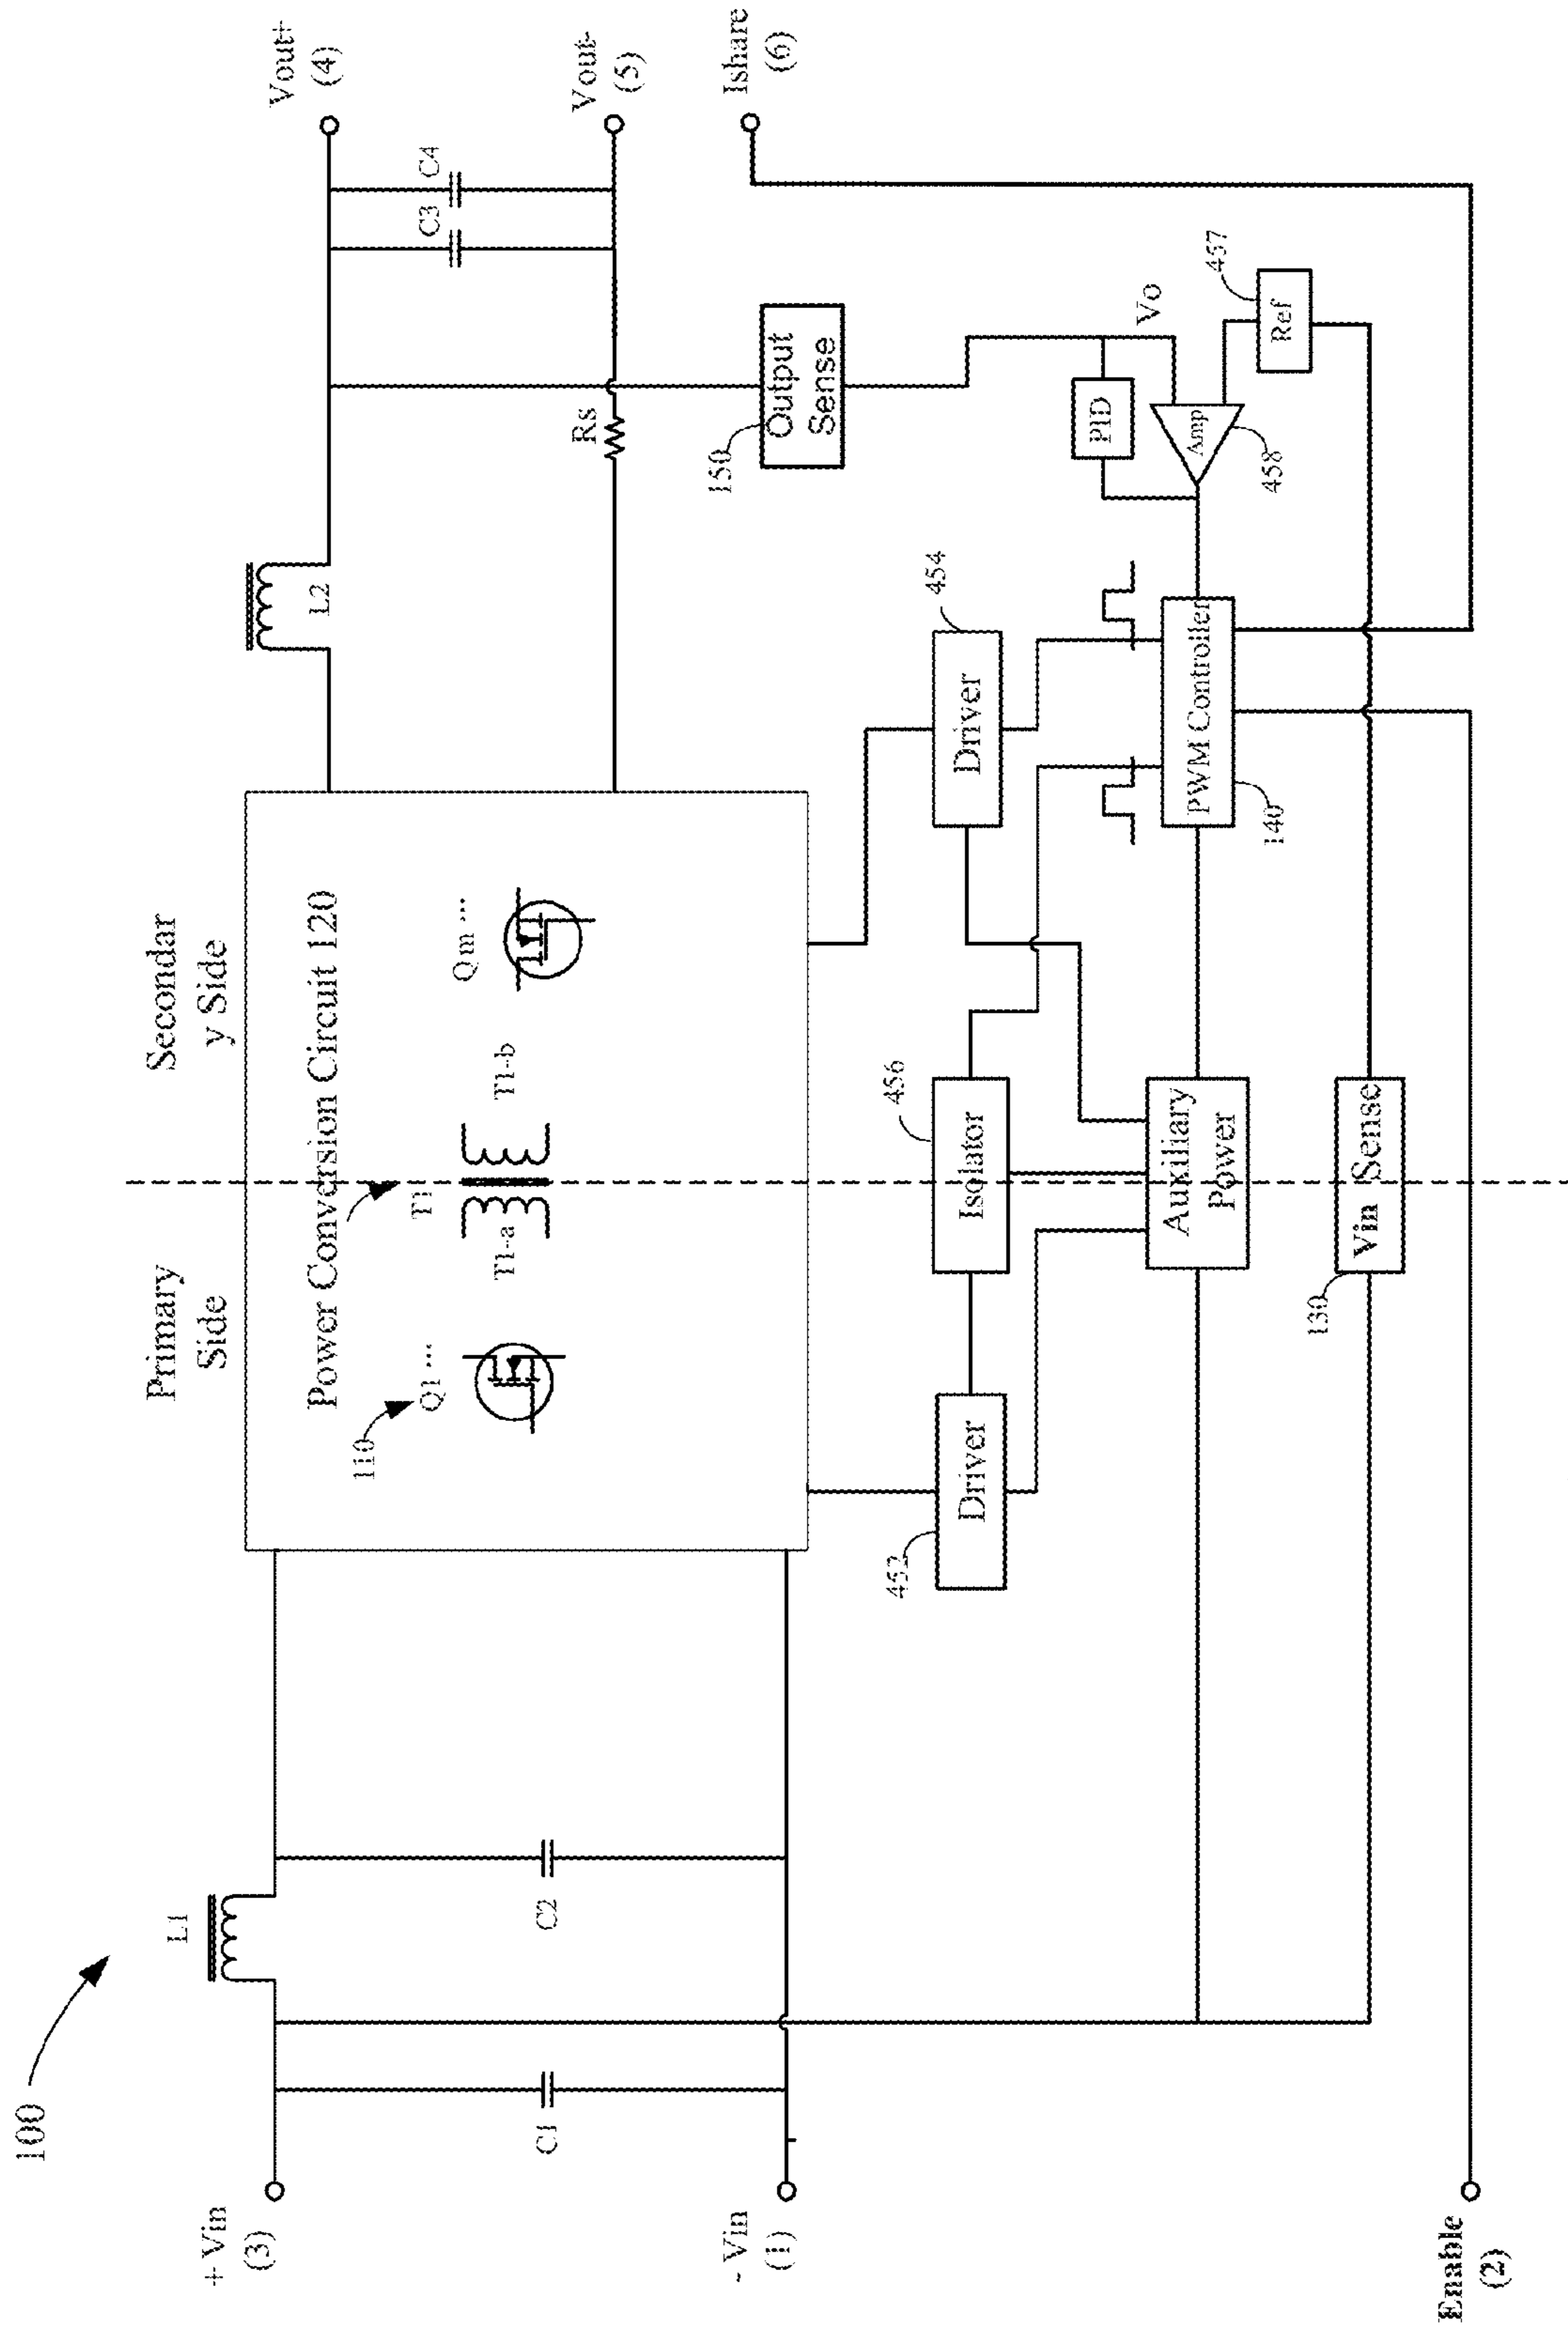 100
+ Vin
(3)
- Vin
(1)
Enable
(2)
L1
C1
C2
Primary
Side
Secondar
y Side
Power Conversion Circuit 120
110
Q1 ...
T1
T1-a
T1-b
Qm ...
L2
Rs
C3
C4
Vout+
(4)
Vout-
(5)
Ishare
(6)
150
Output
Sense
452
Driver
456
Isolator
454
Driver
Auxiliary
Power
PWM Controller
140
PID
Vo
Amp
458
457
Ref
130
Vin Sense